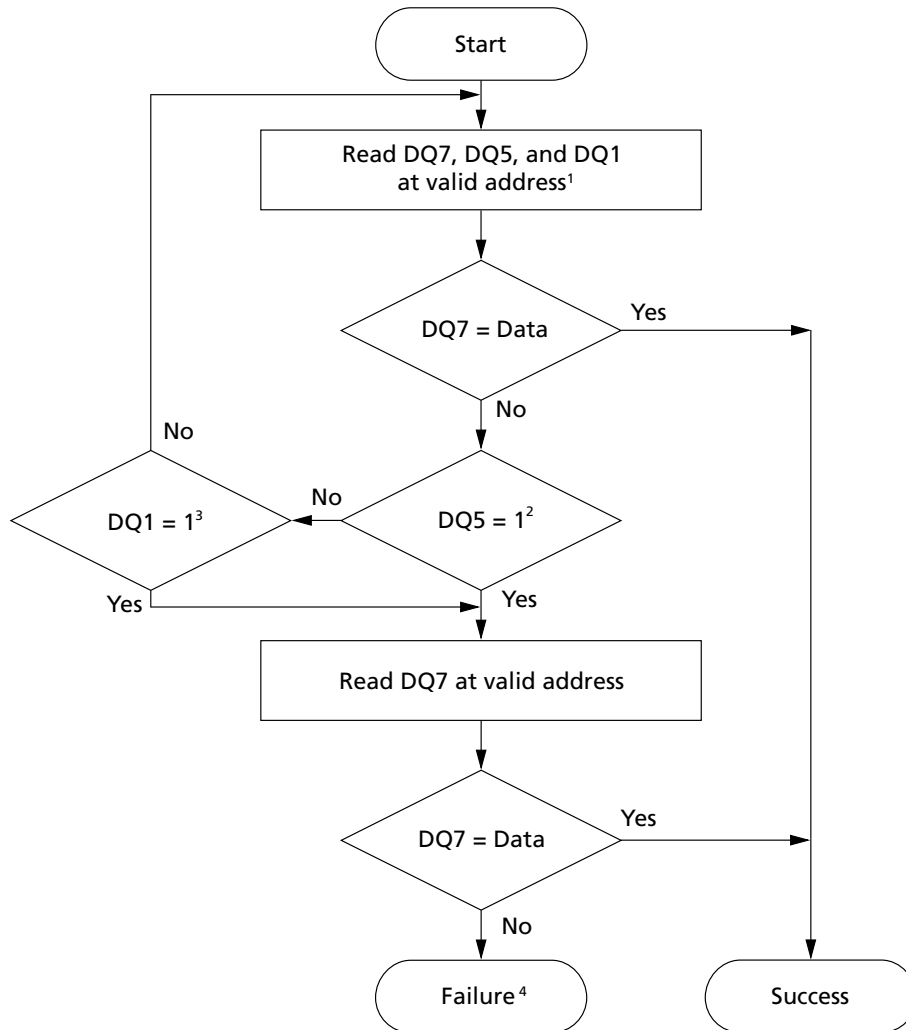 Start
Read DQ7, DQ5, and DQ1
at valid address¹
DQ7 = Data
Yes
No
No
DQ1 = 1³
No
DQ5 = 1²
Yes
Yes
Read DQ7 at valid address
DQ7 = Data
Yes
No
Failure⁴
Success